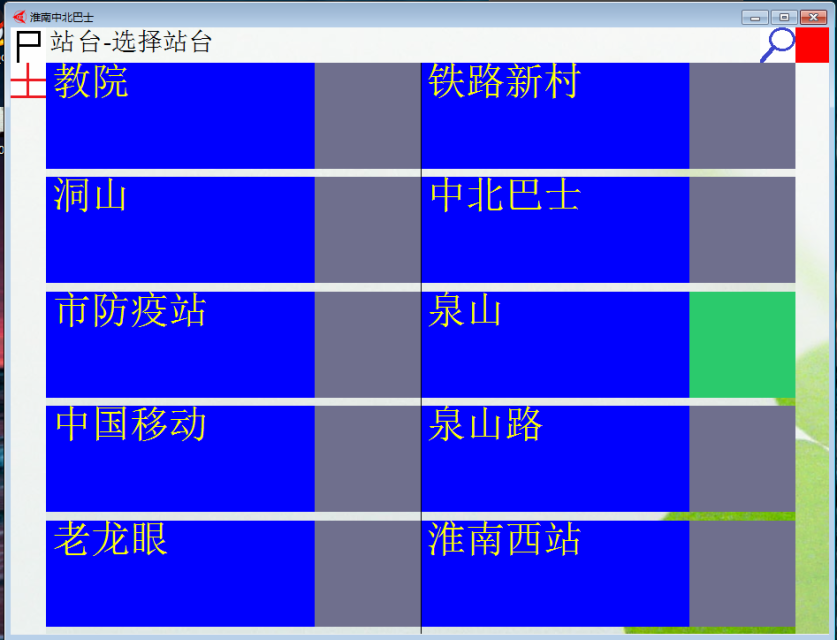 淮南中北巴士
站台-选择站台
士
教院
铁路新村
洞山
中北巴士
市防疫站
泉山
中国移动
泉山路
老龙眼
淮南西站